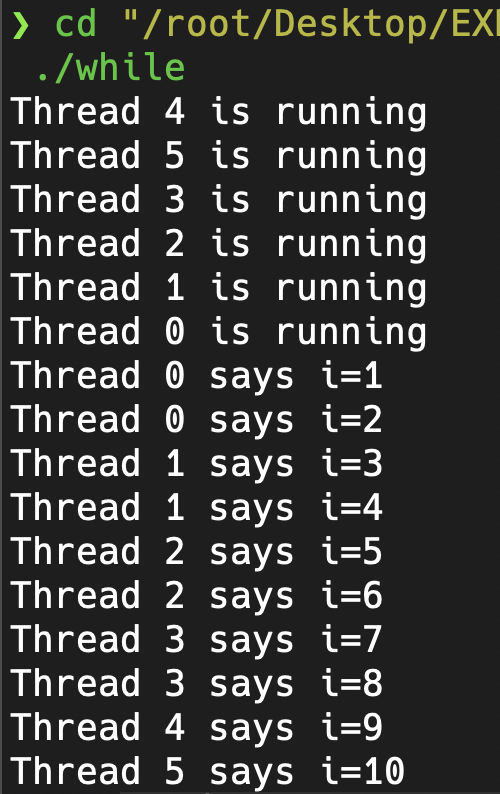 ❯ cd "/root/Desktop/EX
./while
Thread 4 is running
Thread 5 is running
Thread 3 is running
Thread 2 is running
Thread 1 is running
Thread 0 is running
Thread 0 says i=1
Thread 0 says i=2
Thread 1 says i=3
Thread 1 says i=4
Thread 2 says i=5
Thread 2 says i=6
Thread 3 says i=7
Thread 3 says i=8
Thread 4 says i=9
Thread 5 says i=10